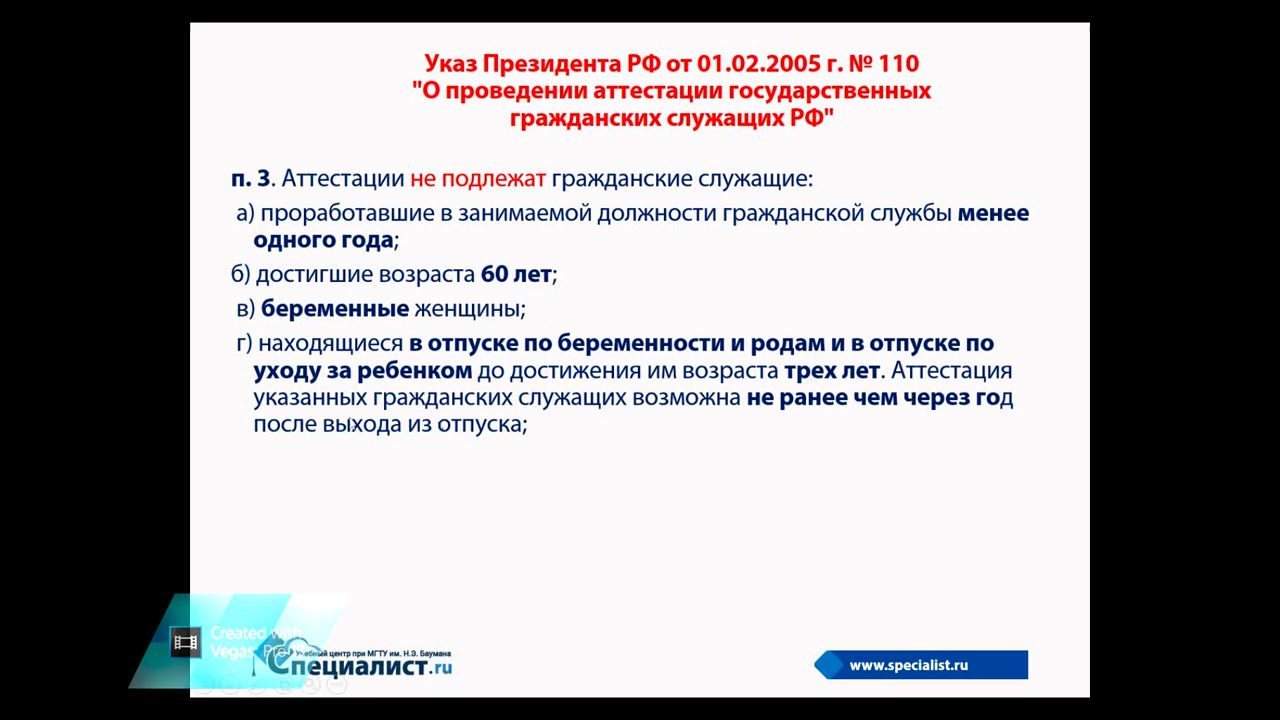 Указ Президента РФ от 01.02.2005 г. № 110
"О проведении аттестации государственных
гражданских служащих РФ"
п. 3. Аттестации не подлежат гражданские служащие:
а) проработавшие в занимаемой должности гражданской службы менее
одного года;
б) достигшие возраста 60 лет;
в) беременные женщины;
г) находящиеся в отпуске по беременности и родам и в отпуске по
уходу за ребенком до достижения им возраста трех лет. Аттестация
указанных гражданских служащих возможна не ранее чем через год
после выхода из отпуска;
Created with
Vegas Pro
Учебный центр при МГТУ им. Н.Э. Баумана
Специалист.ru
www.specialist.ru